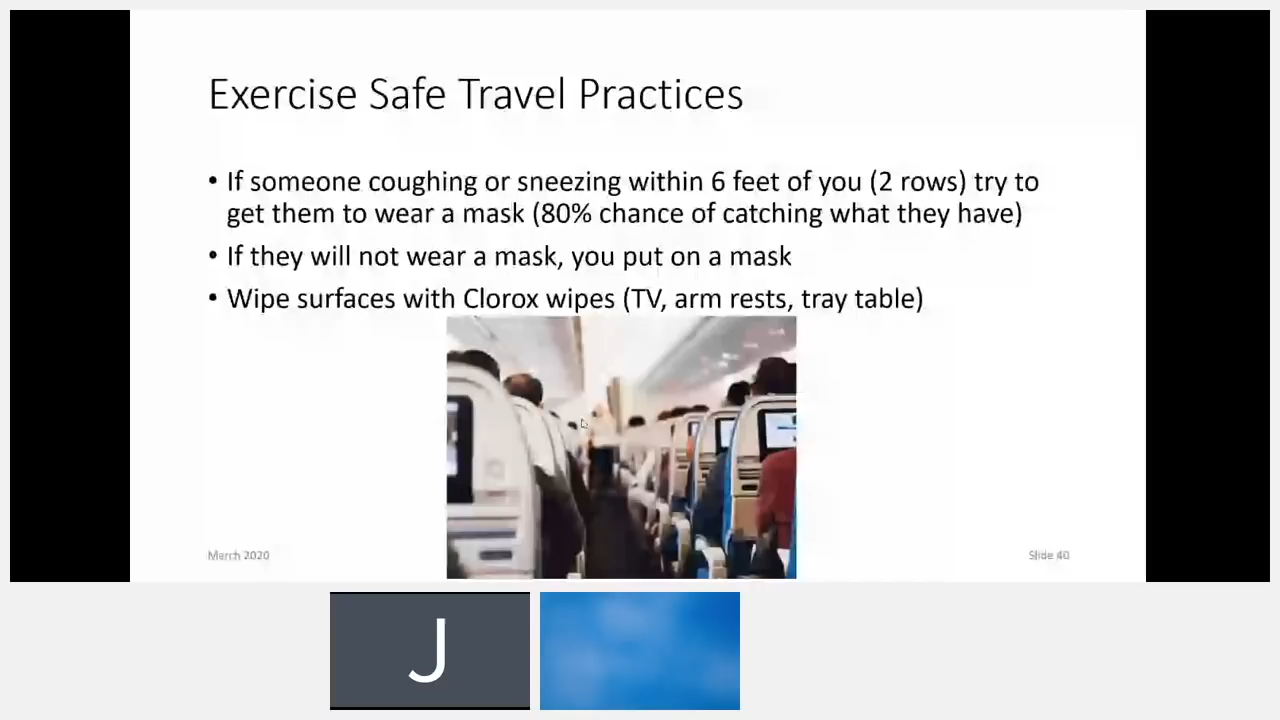 Exercise Safe Travel Practices
• If someone coughing or sneezing within 6 feet of you (2 rows) try to
get them to wear a mask (80% chance of catching what they have)
• If they will not wear a mask, you put on a mask
• Wipe surfaces with Clorox wipes (TV, arm rests, tray table)
March 2020
Slide 40
J